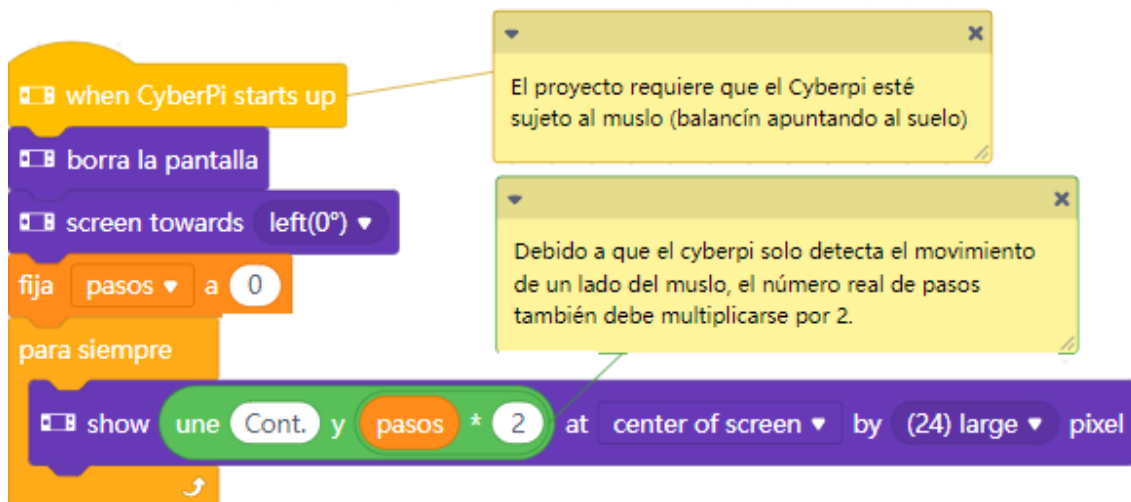 when CyberPi starts up
El proyecto requiere que el Cyberpi esté
sujeto al muslo (balancín apuntando al suelo)
borra la pantalla
screen towards left(0°)
Debido a que el cyberpi solo detecta el movimiento
de un lado del muslo, el número real de pasos
también debe multiplicarse por 2.
fija pasos a 0
para siempre
show une Cont. y pasos * 2 at center of screen by (24) large pixel